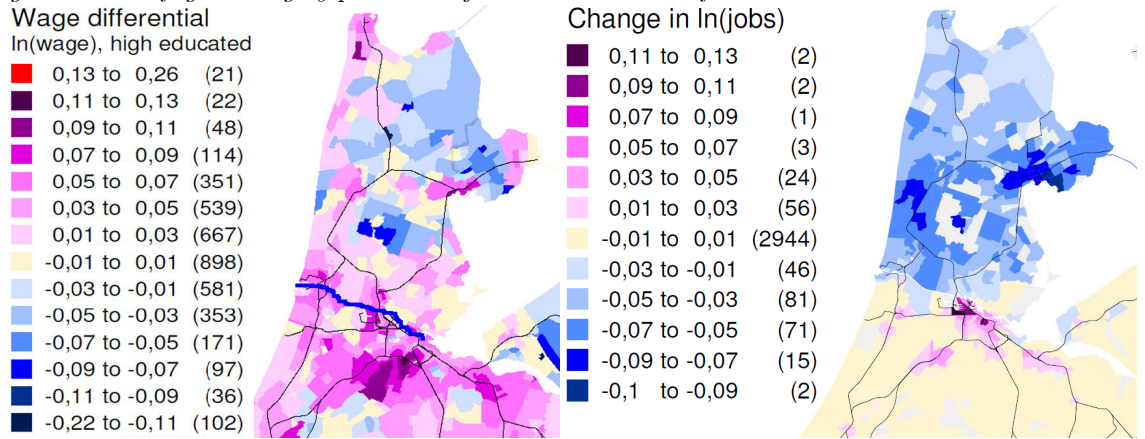 Wage differential
ln(wage), high educated
0,13 to 0,26 (21)
0,11 to 0,13 (22)
0,09 to 0,11 (48)
0,07 to 0,09 (114)
0,05 to 0,07 (351)
0,03 to 0,05 (539)
0,01 to 0,03 (667)
-0,01 to 0,01 (898)
-0,03 to -0,01 (581)
-0,05 to -0,03 (353)
-0,07 to -0,05 (171)
-0,09 to -0,07 (97)
-0,11 to -0,09 (36)
-0,22 to -0,11 (102)
Change in ln(jobs)
0,11 to 0,13 (2)
0,09 to 0,11 (2)
0,07 to 0,09 (1)
0,05 to 0,07 (3)
0,03 to 0,05 (24)
0,01 to 0,03 (56)
-0,01 to 0,01 (2944)
-0,03 to -0,01 (46)
-0,05 to -0,03 (81)
-0,07 to -0,05 (71)
-0,09 to -0,07 (15)
-0,1 to -0,09 (2)